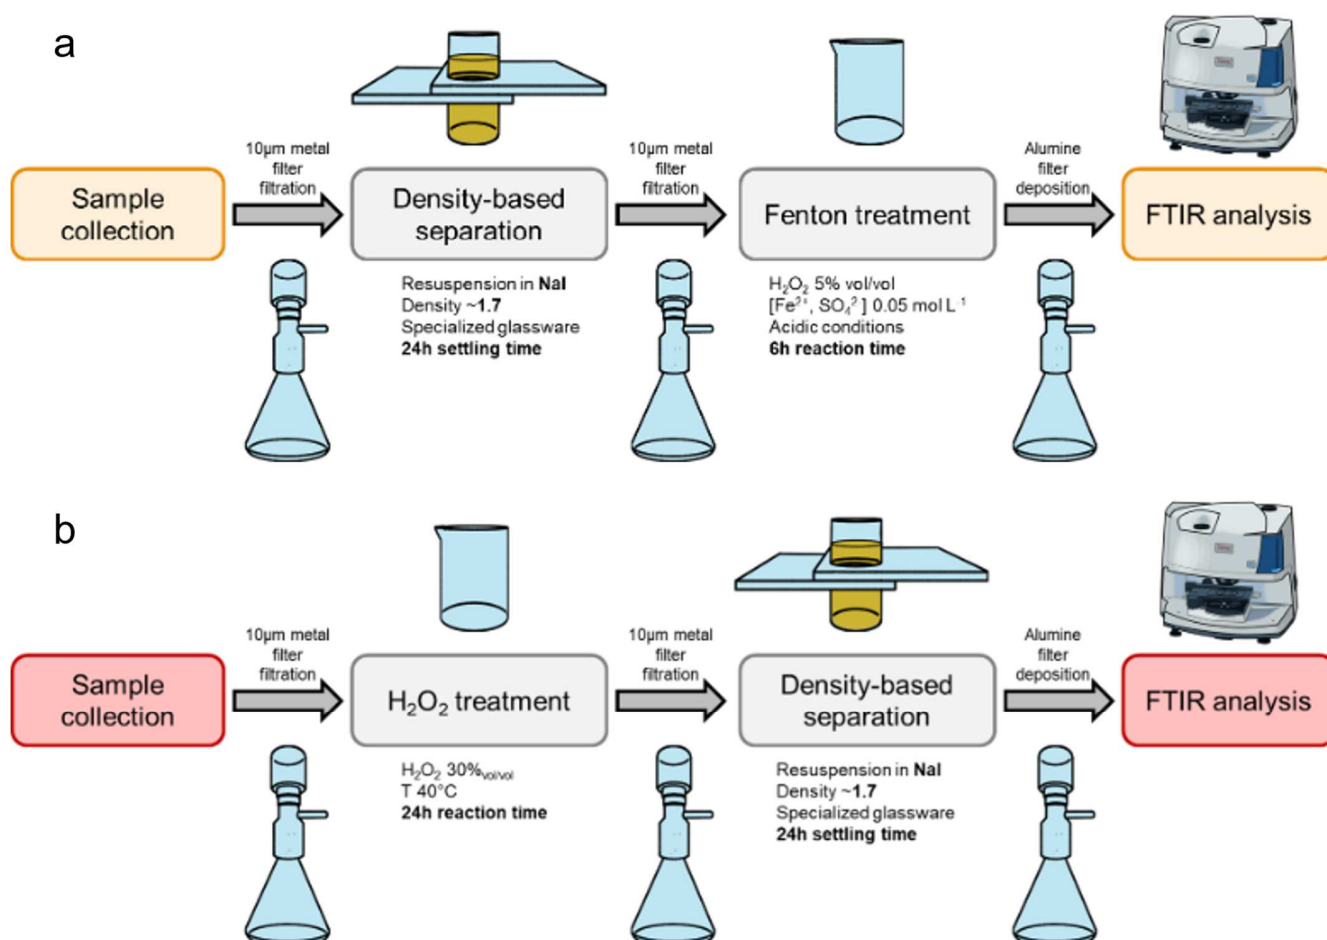 a
10µm metal
filter
filtration
10µm metal
filter
filtration
Alumine
filter
deposition
Sample
collection
Density-based
separation
Fenton treatment
FTIR analysis
Resuspension in NaI
Density ~1.7
Specialized glassware
24h settling time
H₂O₂ 5% vol/vol
[Fe²⁺, SO₄²⁻] 0.05 mol L⁻¹
Acidic conditions
6h reaction time
b
10µm metal
filter
filtration
10µm metal
filter
filtration
Alumine
filter
deposition
Sample
collection
H₂O₂ treatment
Density-based
separation
FTIR analysis
H₂O₂ 30%vol/vol
T 40°C
24h reaction time
Resuspension in NaI
Density ~1.7
Specialized glassware
24h settling time